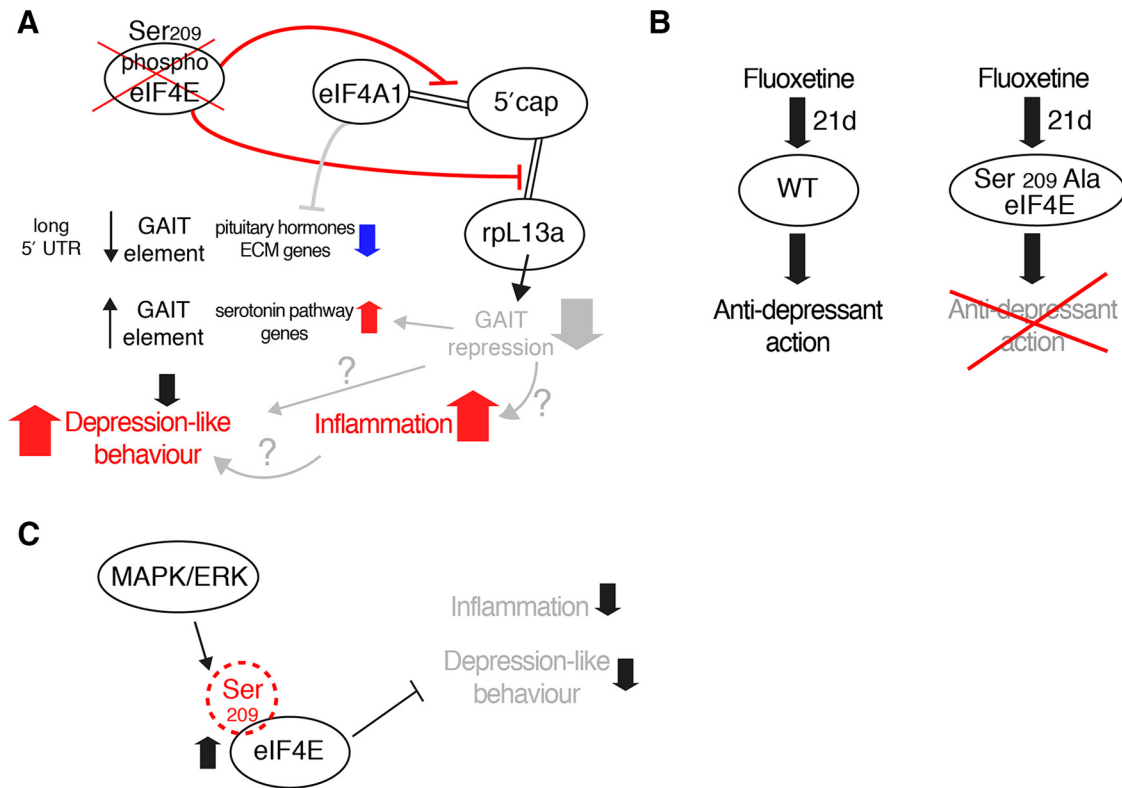 A
Ser209
phospho
eIF4E
eIF4A1
5′cap
rpL13a
long
5′ UTR
GAIT
element
pituitary hormones
ECM genes
GAIT
element
serotonin pathway
genes
GAIT
repression
?
?
?
Depression-like
behaviour
Inflammation
B
Fluoxetine
21d
WT
Anti-depressant
action
Fluoxetine
21d
Ser 209 Ala
eIF4E
Anti-depressant
action
C
MAPK/ERK
Ser
209
eIF4E
Inflammation
Depression-like
behaviour